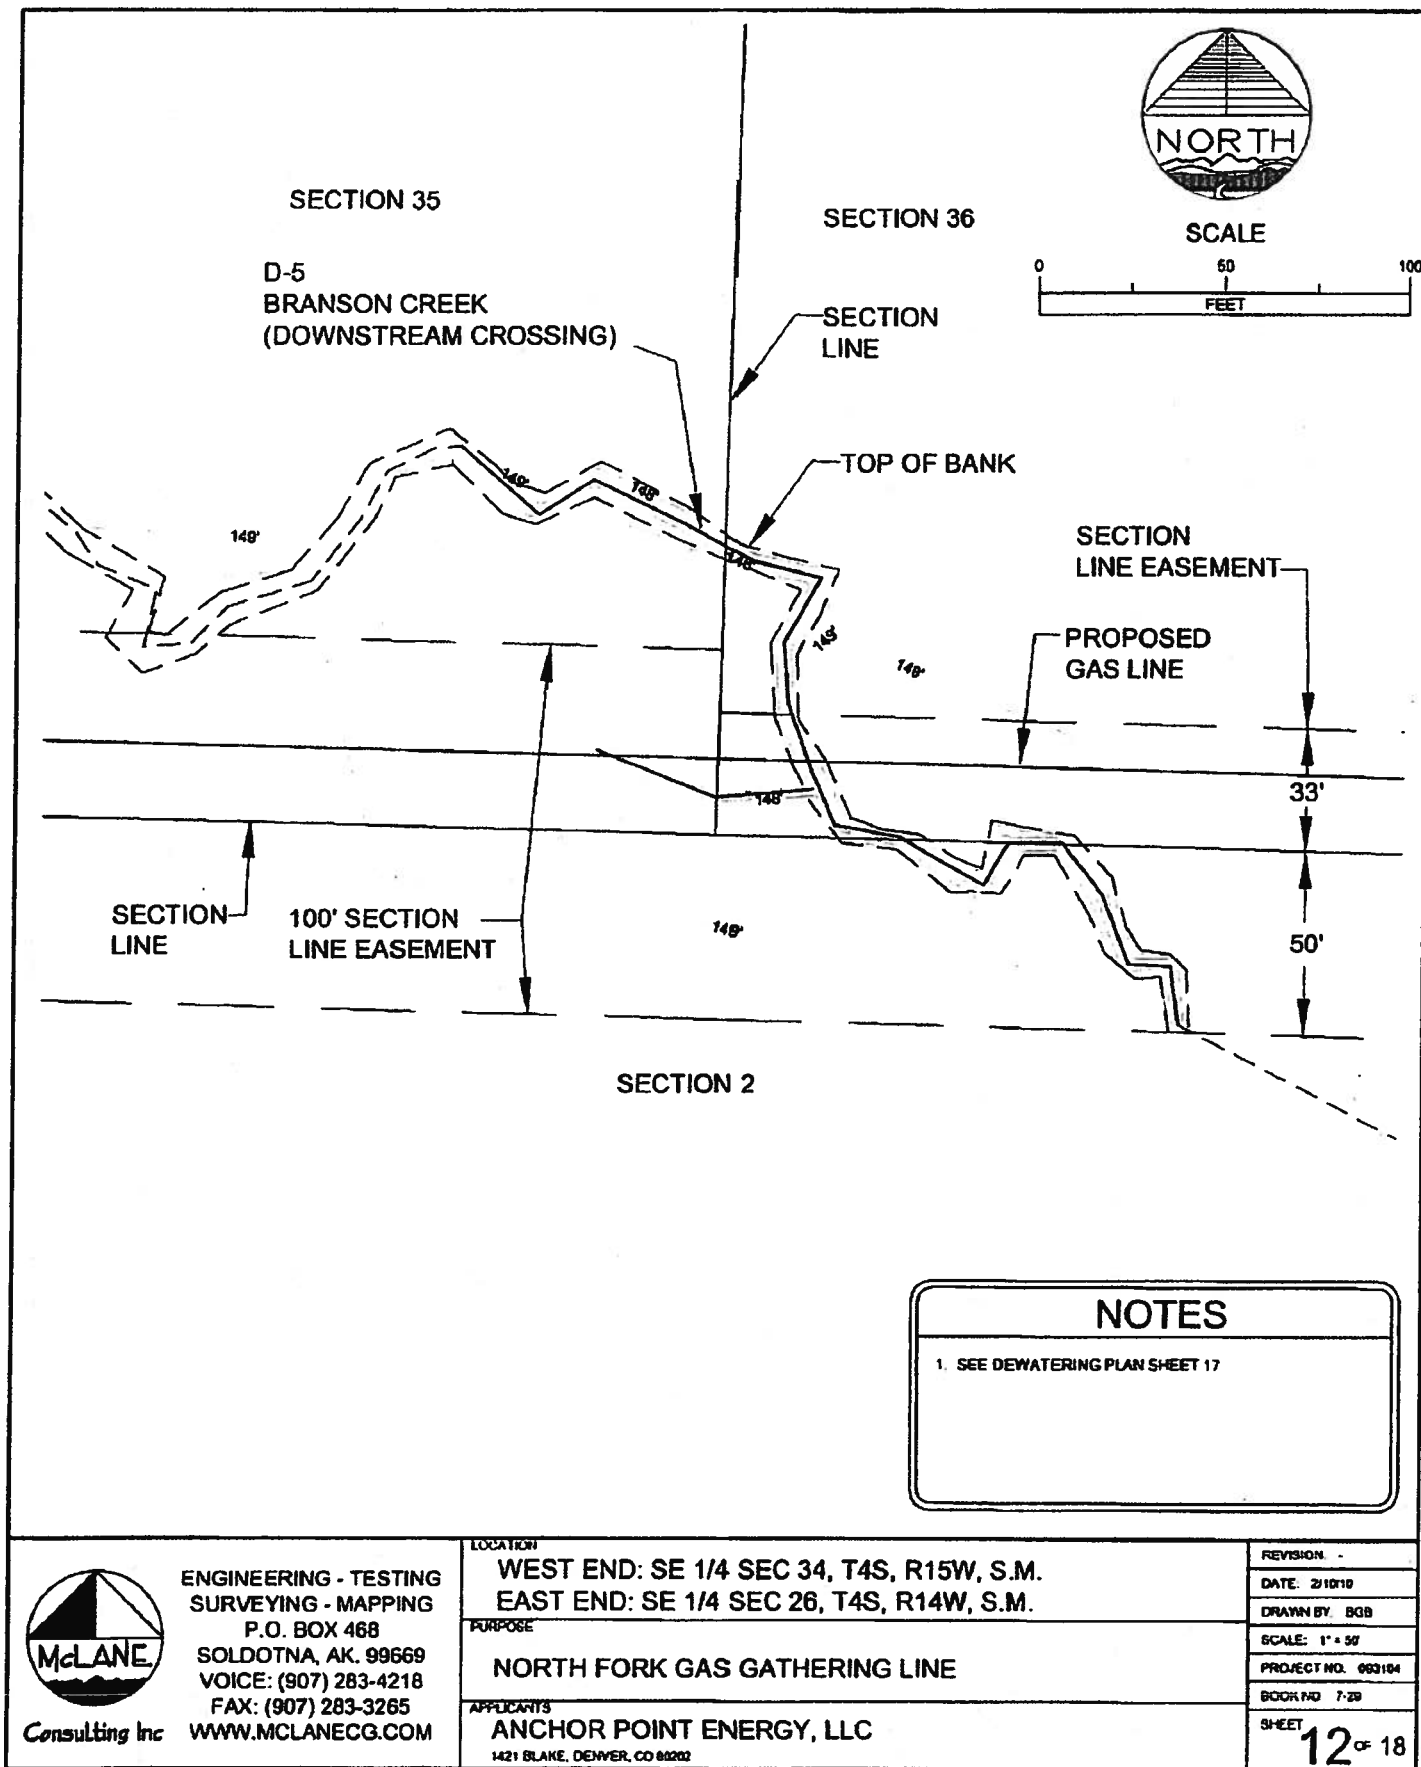 NORTH
SCALE
0 50 100
FEET
SECTION 35
SECTION 36
D-5
BRANSON CREEK
(DOWNSTREAM CROSSING)
SECTION
LINE
TOP OF BANK
149'
148'
149'
SECTION
LINE EASEMENT
PROPOSED
GAS LINE
149'
149'
33'
148'
SECTION
LINE
100' SECTION
LINE EASEMENT
50'
SECTION 2
NOTES
1. SEE DEWATERING PLAN SHEET 17
McLANE
Consulting Inc
ENGINEERING - TESTING
SURVEYING - MAPPING
P.O. BOX 468
SOLDOTNA, AK. 99669
VOICE: (907) 283-4218
FAX: (907) 283-3265
WWW.MCLANECG.COM
LOCATION
WEST END: SE 1/4 SEC 34, T4S, R15W, S.M.
EAST END: SE 1/4 SEC 26, T4S, R14W, S.M.
PURPOSE
NORTH FORK GAS GATHERING LINE
APPLICANTS
ANCHOR POINT ENERGY, LLC
1421 BLAKE, DENVER, CO 80202
REVISION: -
DATE: 2/10/10
DRAWN BY: BGB
SCALE: 1" = 50'
PROJECT NO. 093104
BOOK NO 7-29
SHEET
12 OF 18